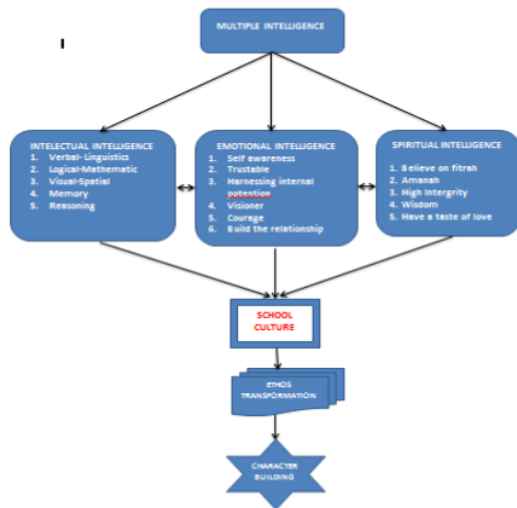 I
MULTIPLE INTELLIGENCE
INTELECTUAL INTELLIGENCE
1. Verbal- Linguistics
2. Logical-Mathematic
3. Visual-Spatial
4. Memory
5. Reasoning
EMOTIONAL INTELLIGENCE
1. Self awareness
2. Trustable
3. Harnessing internal
potention
4. Visioner
5. Courage
6. Build the relationship
SPIRITUAL INTELLIGENCE
1. Believe on fitrah
2. Amanah
3. High Intergrity
4. Wisdom
5. Have a taste of love
SCHOOL
CULTURE
ETHOS
TRANSFORMATION
CHARACTER
BUILDING